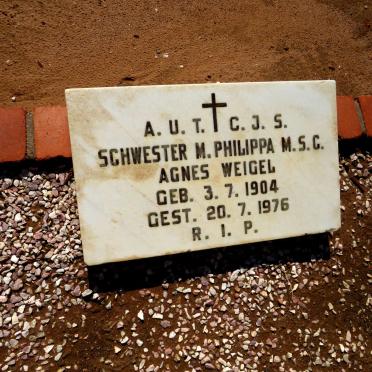 A. U. T. † C. J. S.
SCHWESTER M. PHILIPPA M.S.C.
AGNES WEIGEL
GEB. 3. 7. 1904
GEST. 20. 7. 1976
R. I. P.